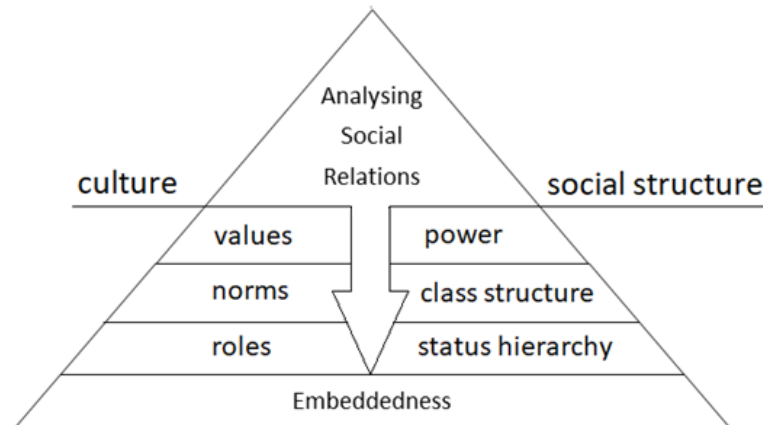 Analysing
Social
Relations
culture
social structure
values
power
norms
class structure
roles
status hierarchy
Embeddedness